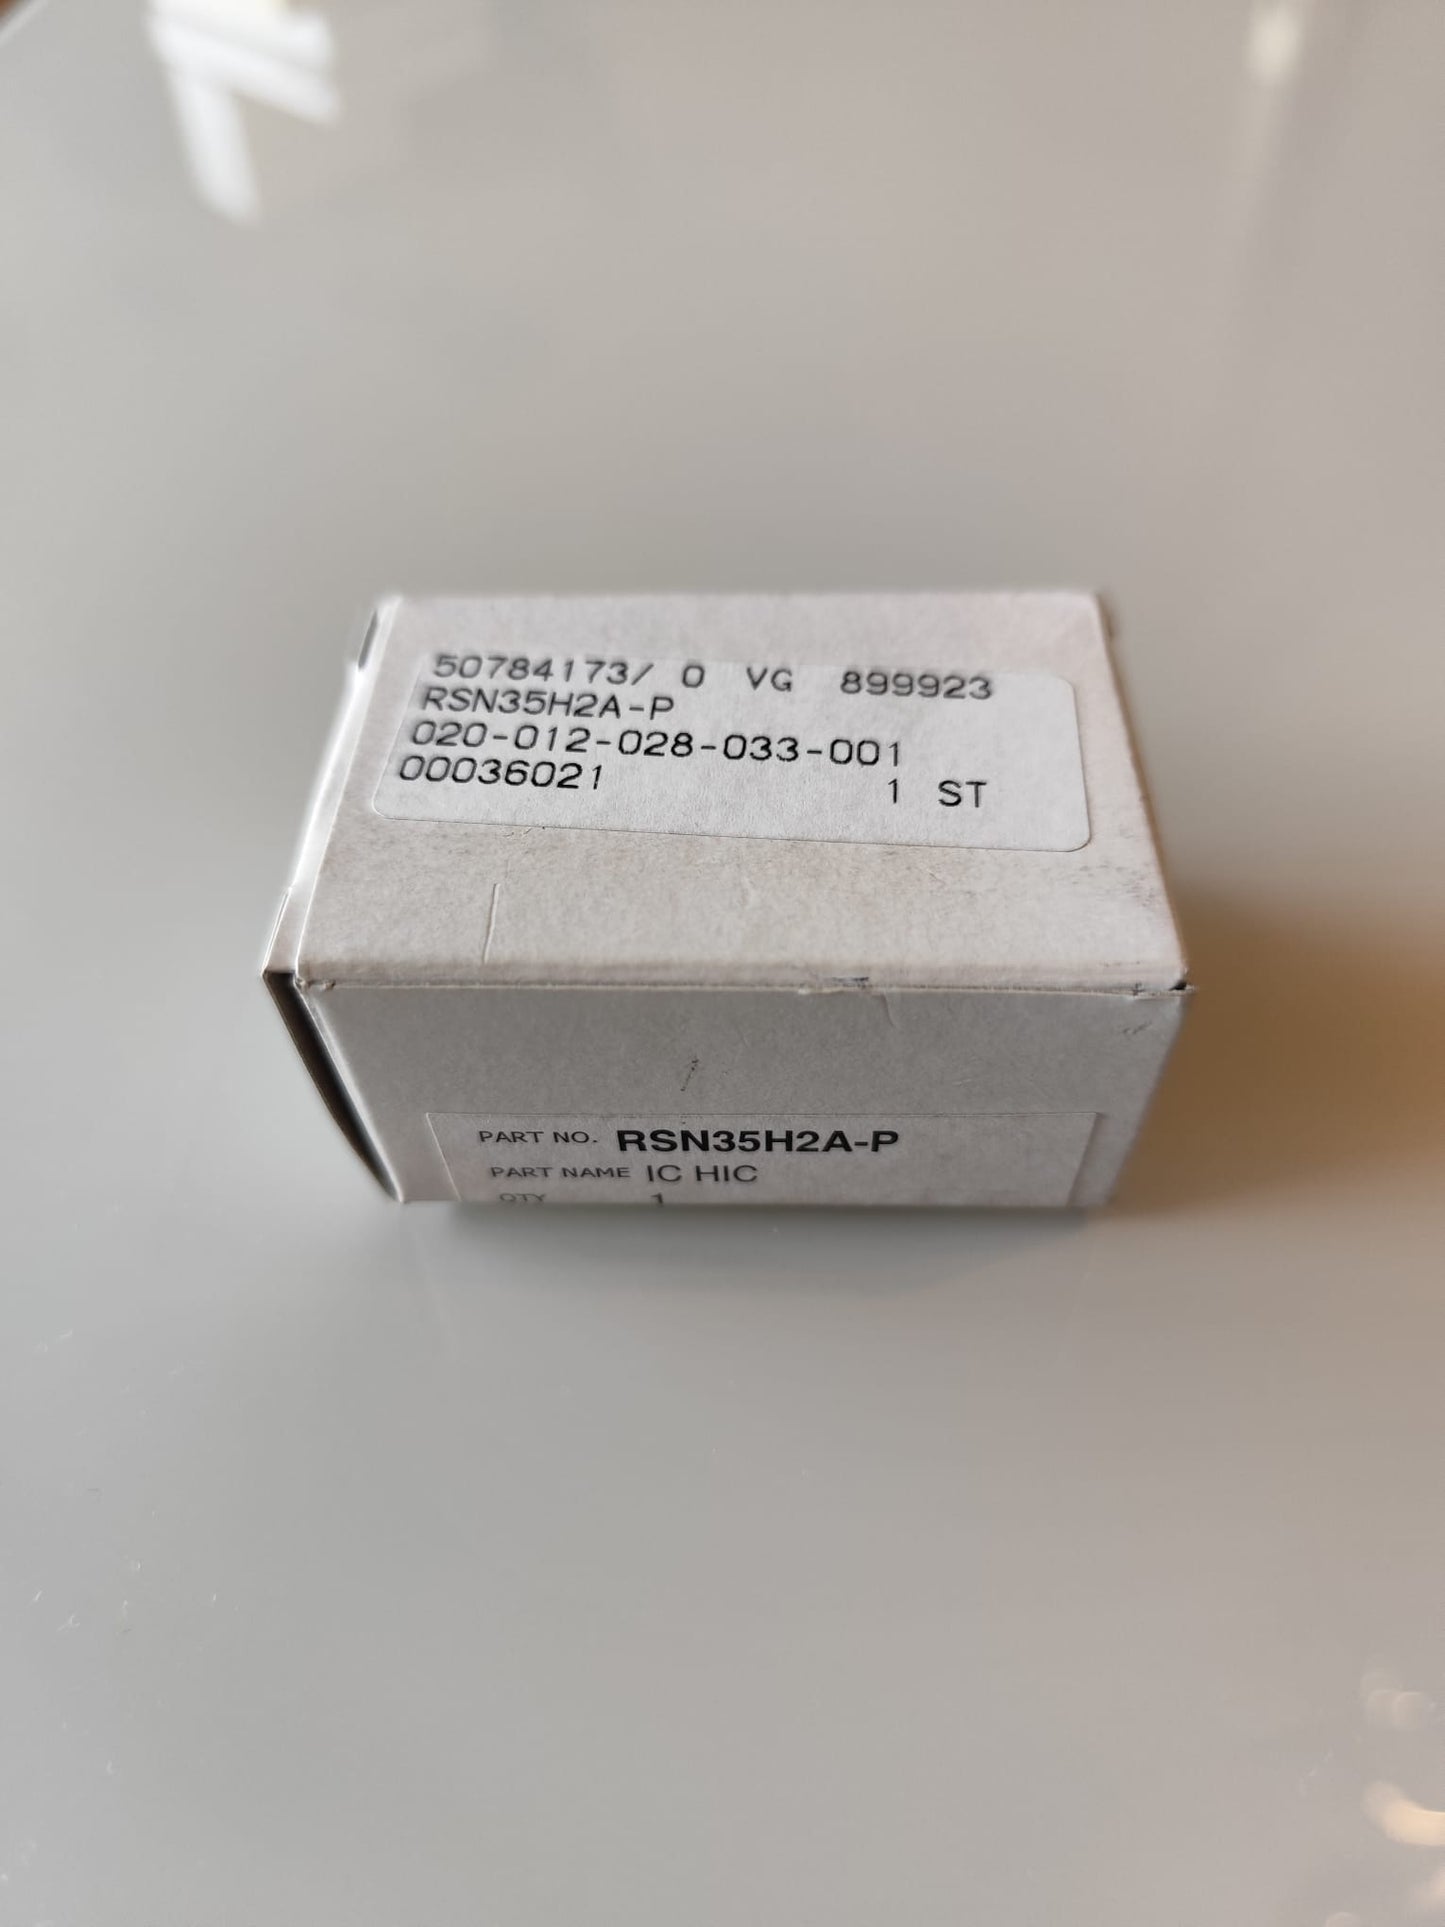 50784173/ 0 VG 899923
RSN35H2A-P
020-012-028-033-001
00036021 1 ST
PART NO. RSN35H2A-P
PART NAME IC HIC
QTY 1